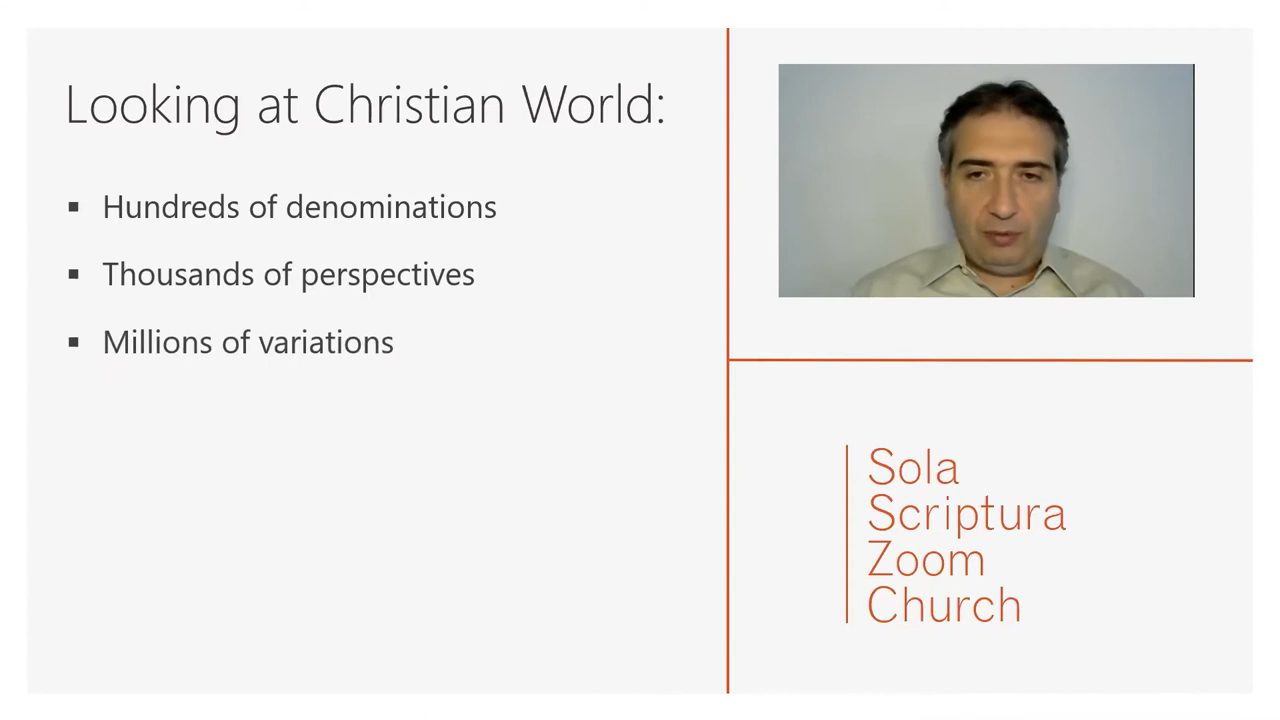 Looking at Christian World:
▪ Hundreds of denominations
▪ Thousands of perspectives
▪ Millions of variations
Sola
Scriptura
Zoom
Church